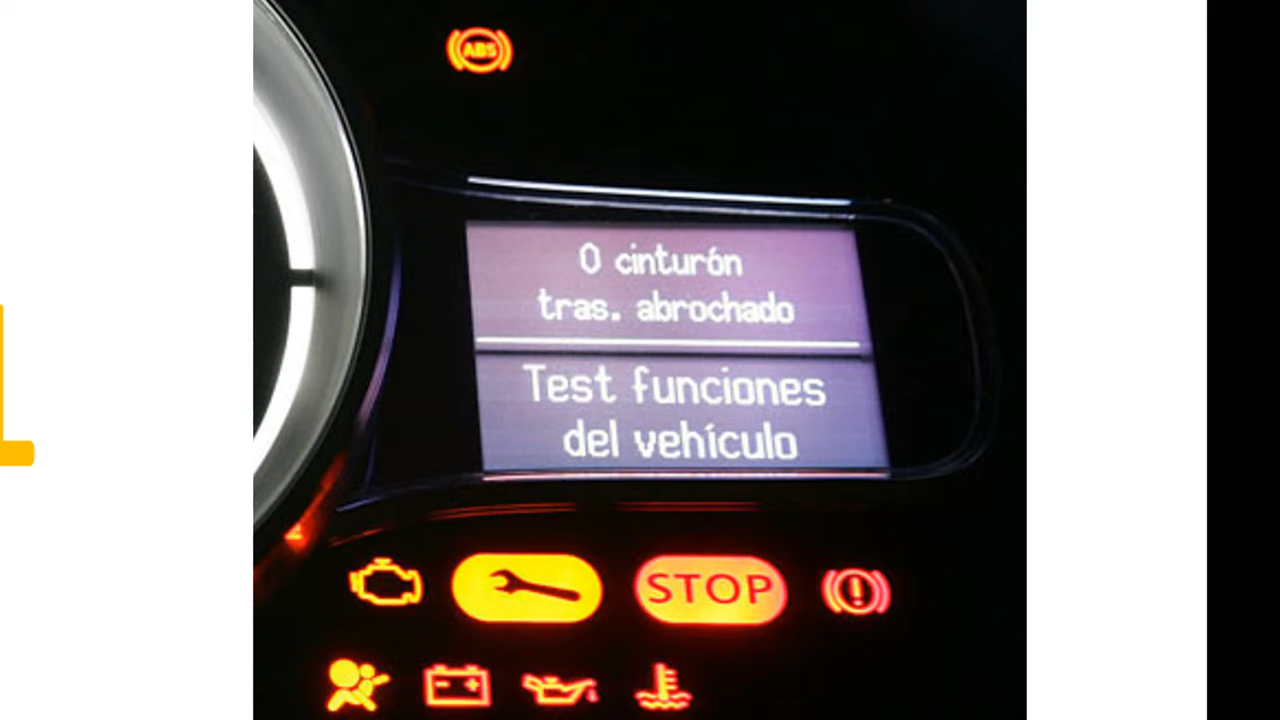 ABS
0 cinturón
tras. abrochado
Test funciones
del vehículo
STOP